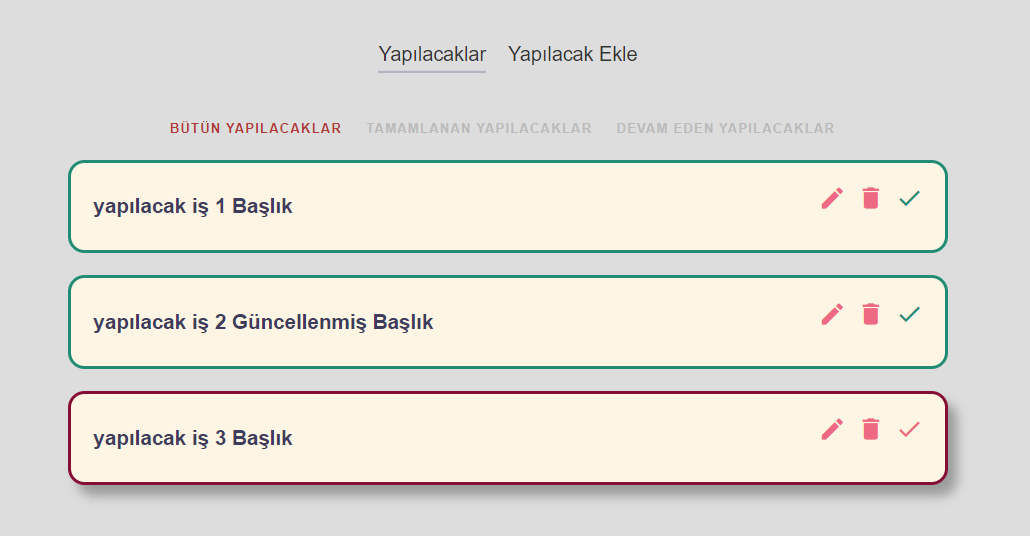 Yapılacaklar Yapılacak Ekle
BÜTÜN YAPILACAKLAR TAMAMLANAN YAPILACAKLAR DEVAM EDEN YAPILACAKLAR
yapılacak iş 1 Başlık
yapılacak iş 2 Güncellenmiş Başlık
yapılacak iş 3 Başlık